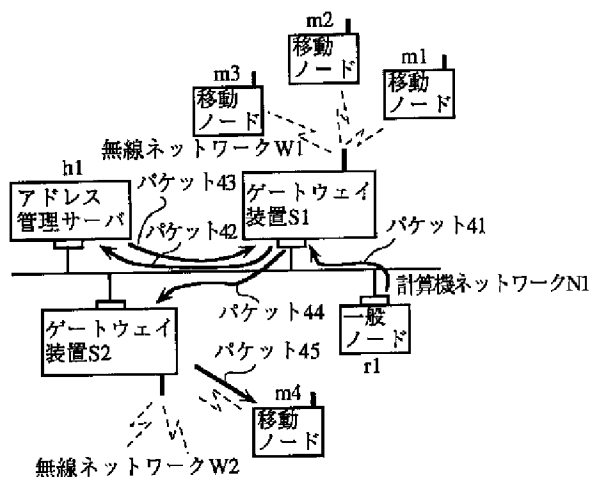 m2
移動
ノード
m1
移動
ノード
m3
移動
ノード
無線ネットワークW1
h1
アドレス
管理サーバ
パケット43
パケット42
ゲートウェイ
装置S1
パケット41
計算機ネットワークN1
パケット44
一般
ノード
r1
ゲートウェイ
装置S2
パケット45
m4
移動
ノード
無線ネットワークW2